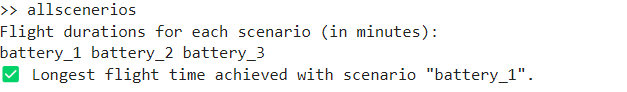 >> allscenerios
Flight durations for each scenario (in minutes):
battery_1 battery_2 battery_3
✅ Longest flight time achieved with scenario "battery_1".